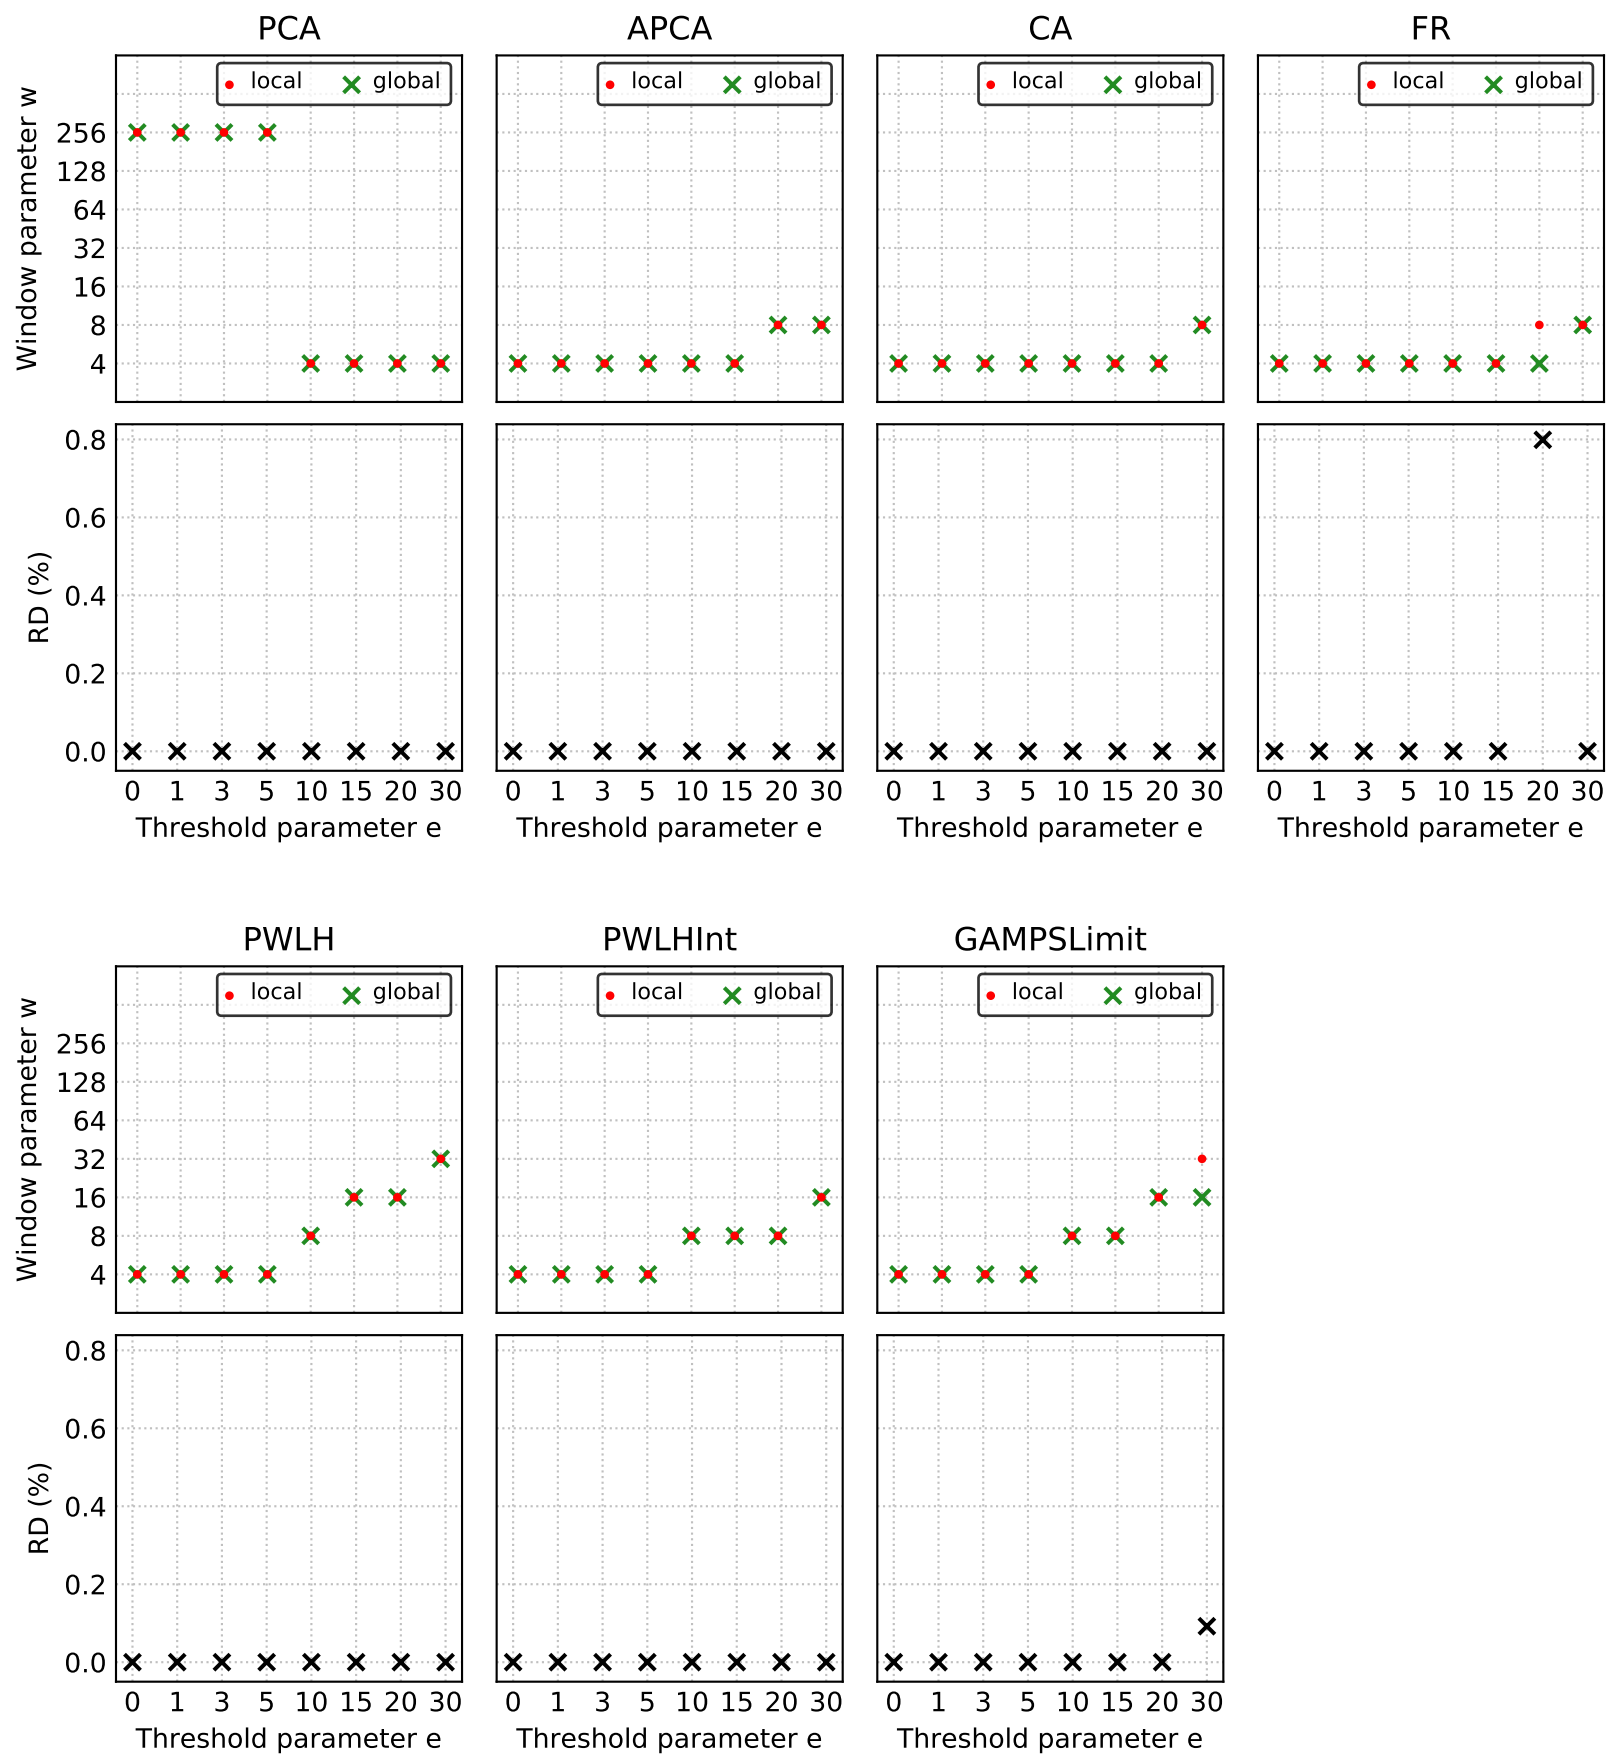 PCA APCA CA FR
local global local global local global local global
Window parameter w
256
128
64
32
16
8
4
RD (%)
0.8
0.6
0.4
0.2
0.0
0 1 3 5 10 15 20 30 0 1 3 5 10 15 20 30 0 1 3 5 10 15 20 30 0 1 3 5 10 15 20 30
Threshold parameter e Threshold parameter e Threshold parameter e Threshold parameter e
PWLH PWLHInt GAMPSLimit
local global local global local global
Window parameter w
256
128
64
32
16
8
4
RD (%)
0.8
0.6
0.4
0.2
0.0
0 1 3 5 10 15 20 30 0 1 3 5 10 15 20 30 0 1 3 5 10 15 20 30
Threshold parameter e Threshold parameter e Threshold parameter e